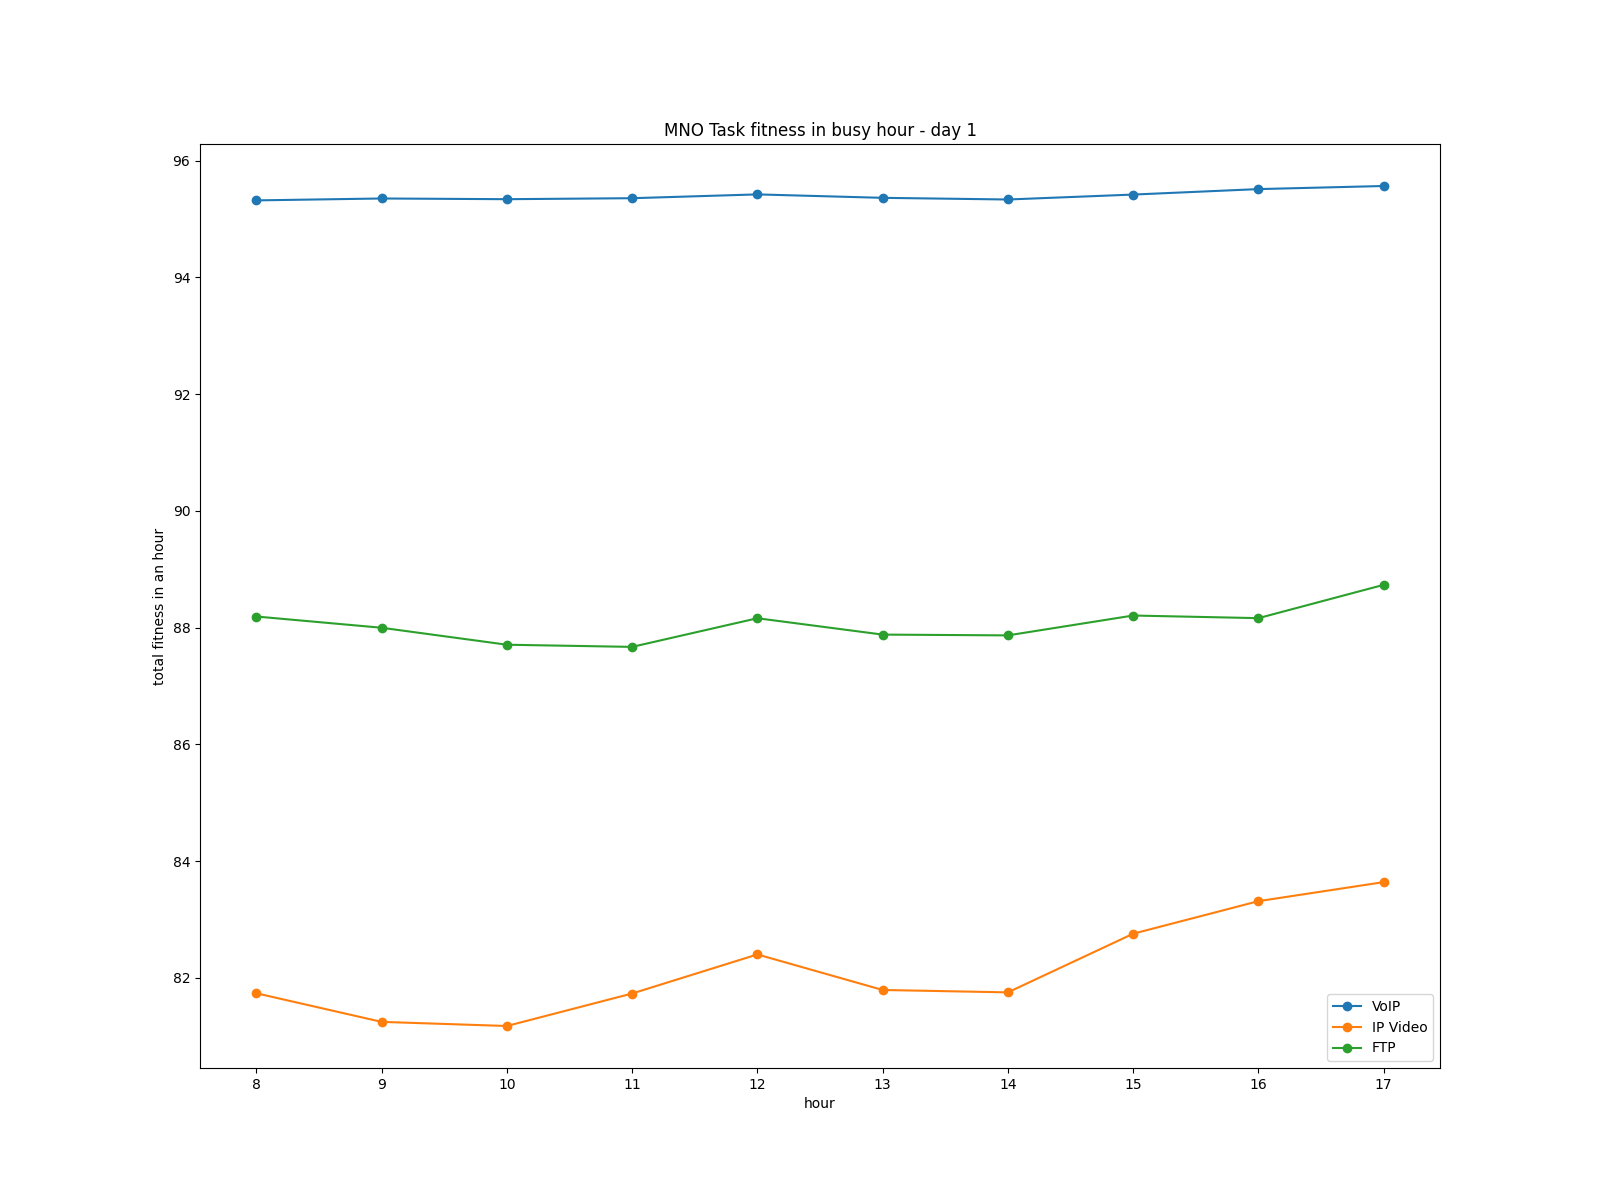 MNO Task fitness in busy hour - day 1
96
94
92
90
88
86
84
82
total fitness in an hour
VoIP
IP Video
FTP
8 9 10 11 12 13 14 15 16 17
hour